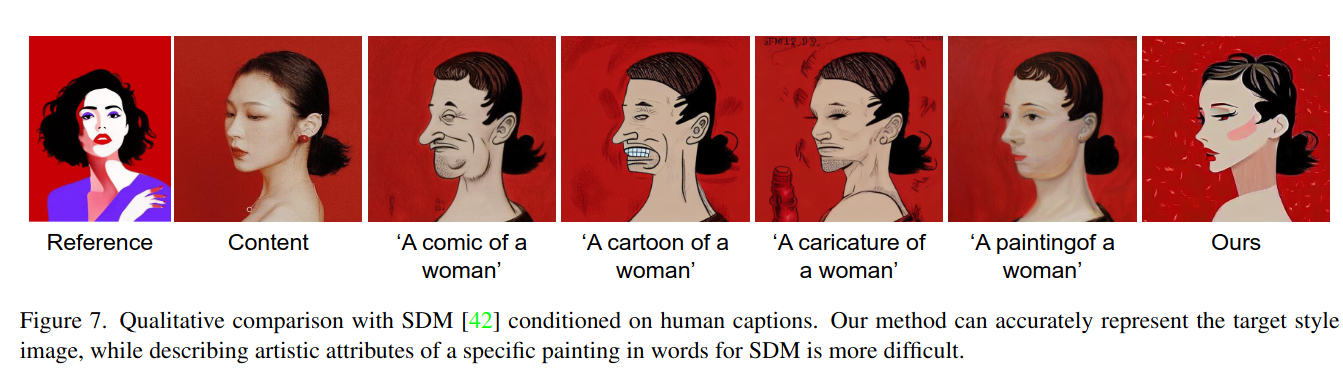 Reference
Content
‘A comic of a
woman’
‘A cartoon of a
woman’
‘A caricature of
a woman’
‘A paintingof a
woman’
Ours
Figure 7. Qualitative comparison with SDM [42] conditioned on human captions. Our method can accurately represent the target style
image, while describing artistic attributes of a specific painting in words for SDM is more difficult.